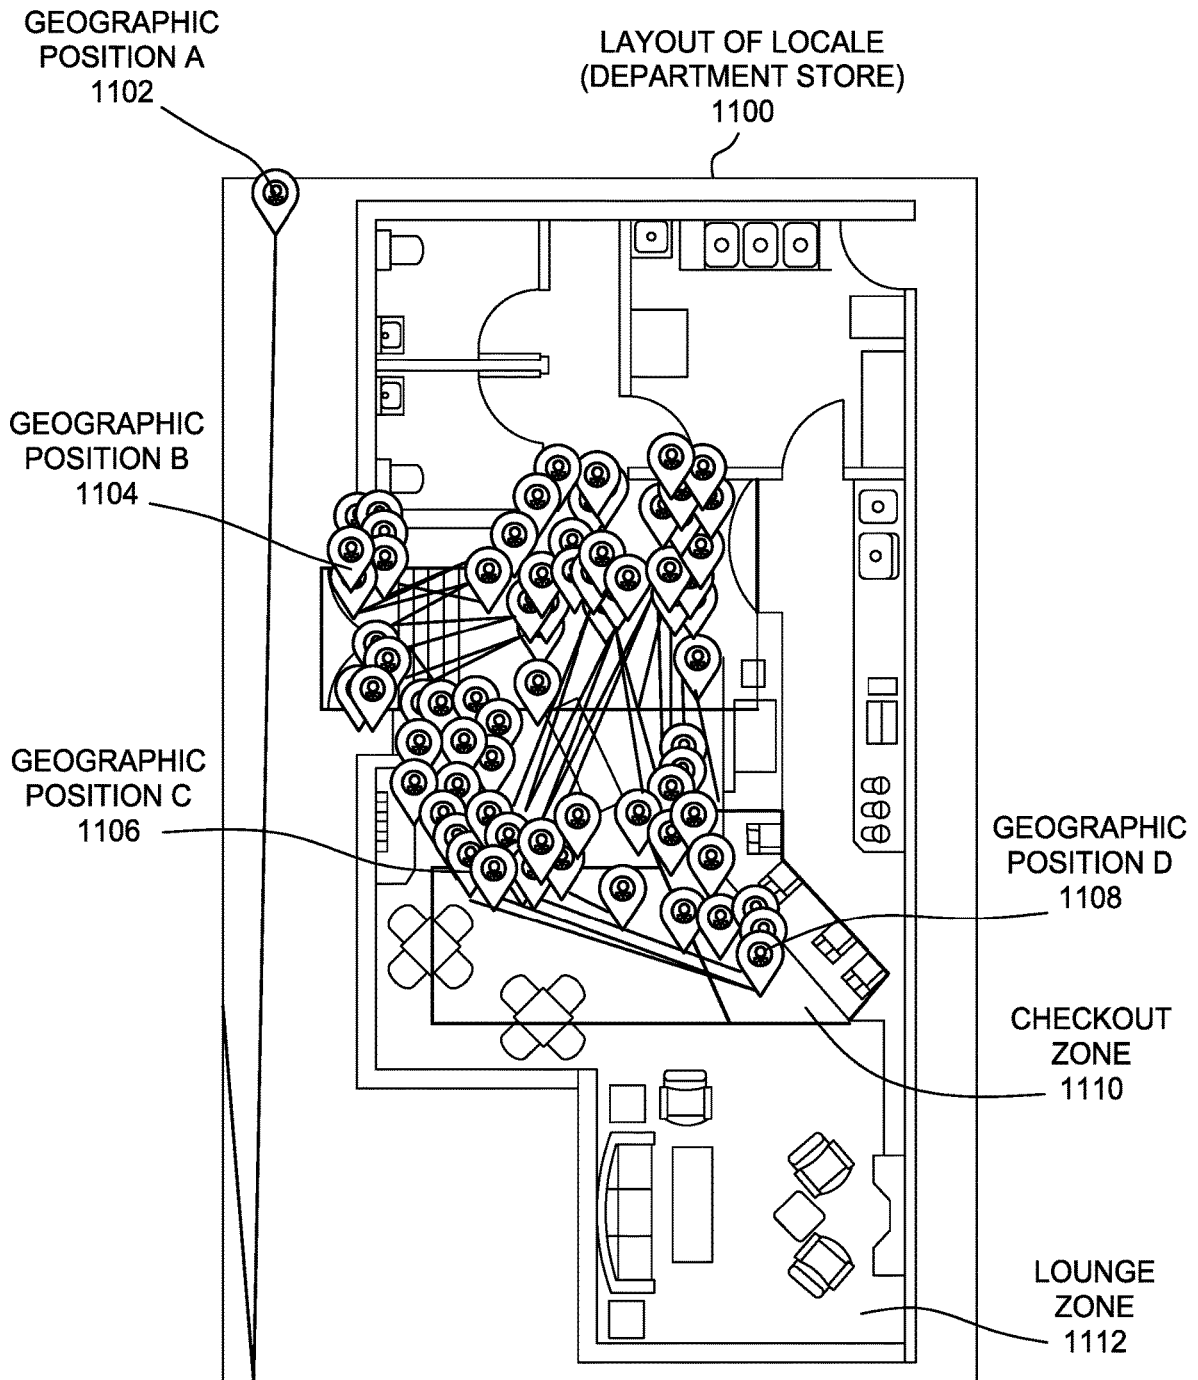 GEOGRAPHIC
POSITION A
1102
LAYOUT OF LOCALE
(DEPARTMENT STORE)
1100
GEOGRAPHIC
POSITION B
1104
GEOGRAPHIC
POSITION C
1106
GEOGRAPHIC
POSITION D
1108
CHECKOUT
ZONE
1110
LOUNGE
ZONE
1112